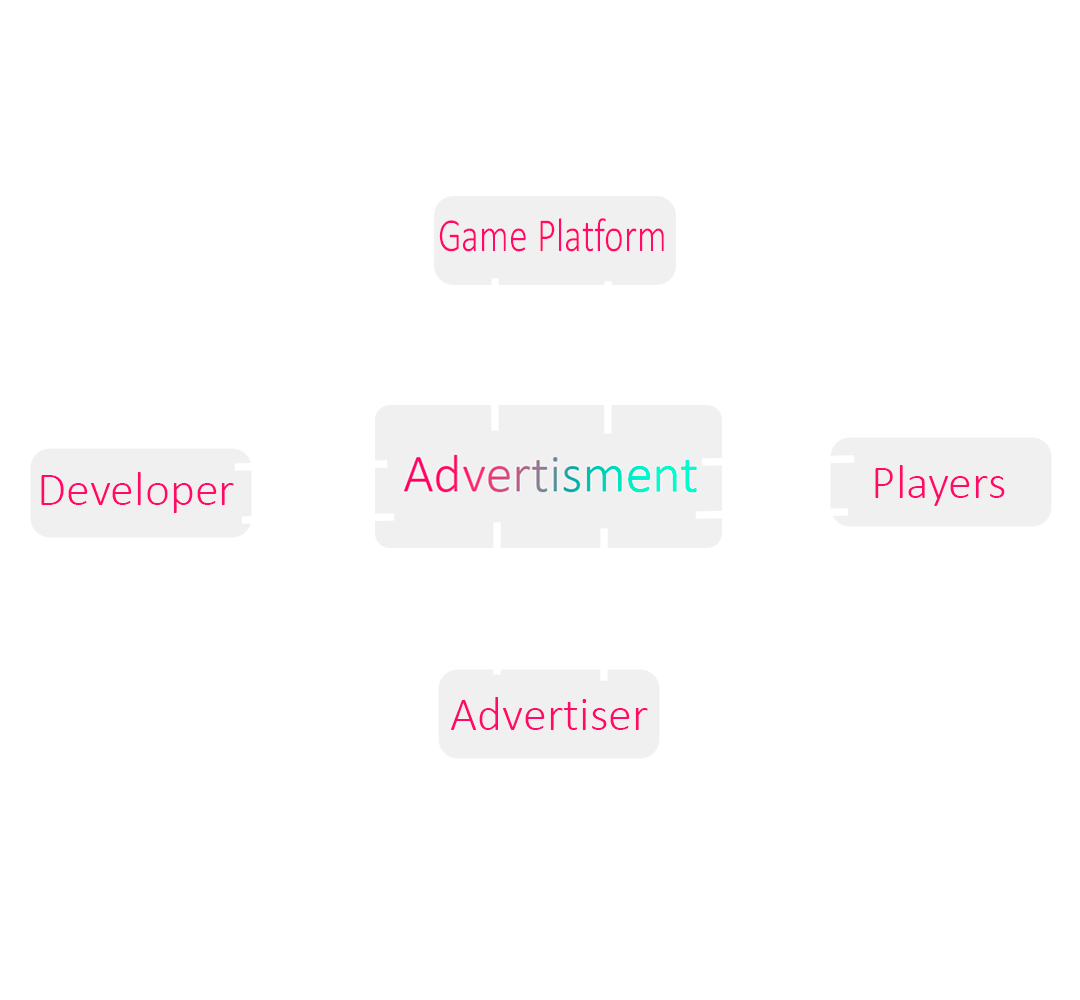 Game Platform
Developer
Advertisment
Players
Advertiser